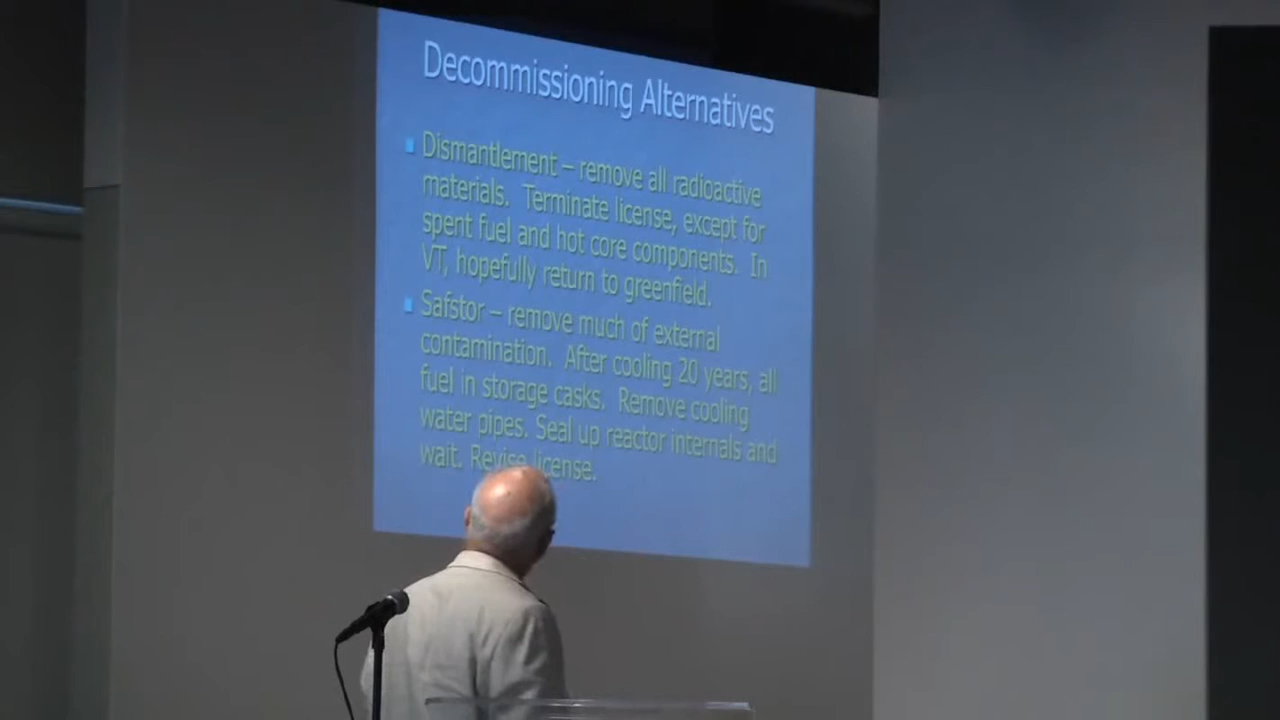 Decommissioning Alternatives
Dismantlement – remove all radioactive
materials. Terminate license, except for
spent fuel and hot core components. In
VT, hopefully return to greenfield.
Safstor – remove much of external
contamination. After cooling 20 years, all
fuel in storage casks. Remove cooling
water pipes. Seal up reactor internals and
wait. Revise license.